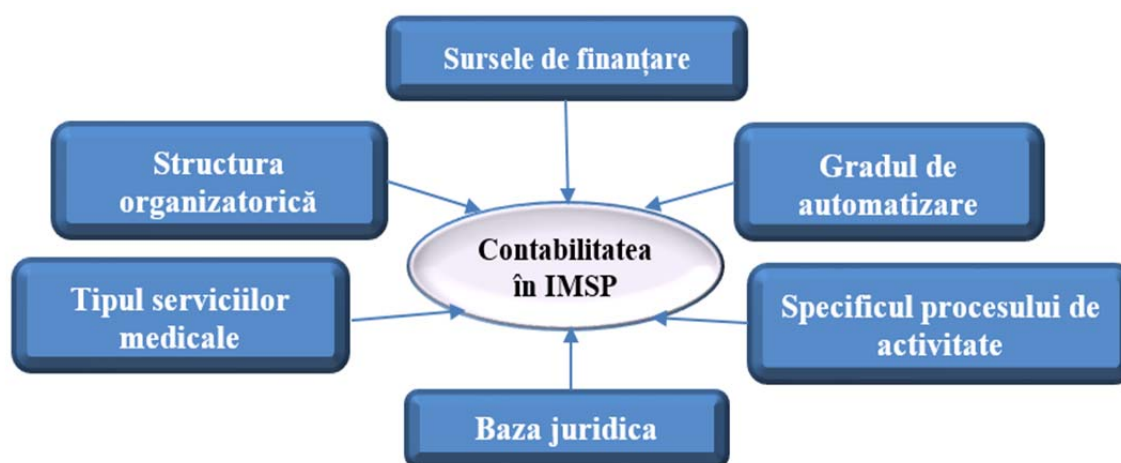 Sursele de finanțare
Structura
organizatorică
Gradul de
automatizare
Contabilitatea
în IMSP
Tipul serviciilor
medicale
Specificul procesului de
activitate
Baza juridica